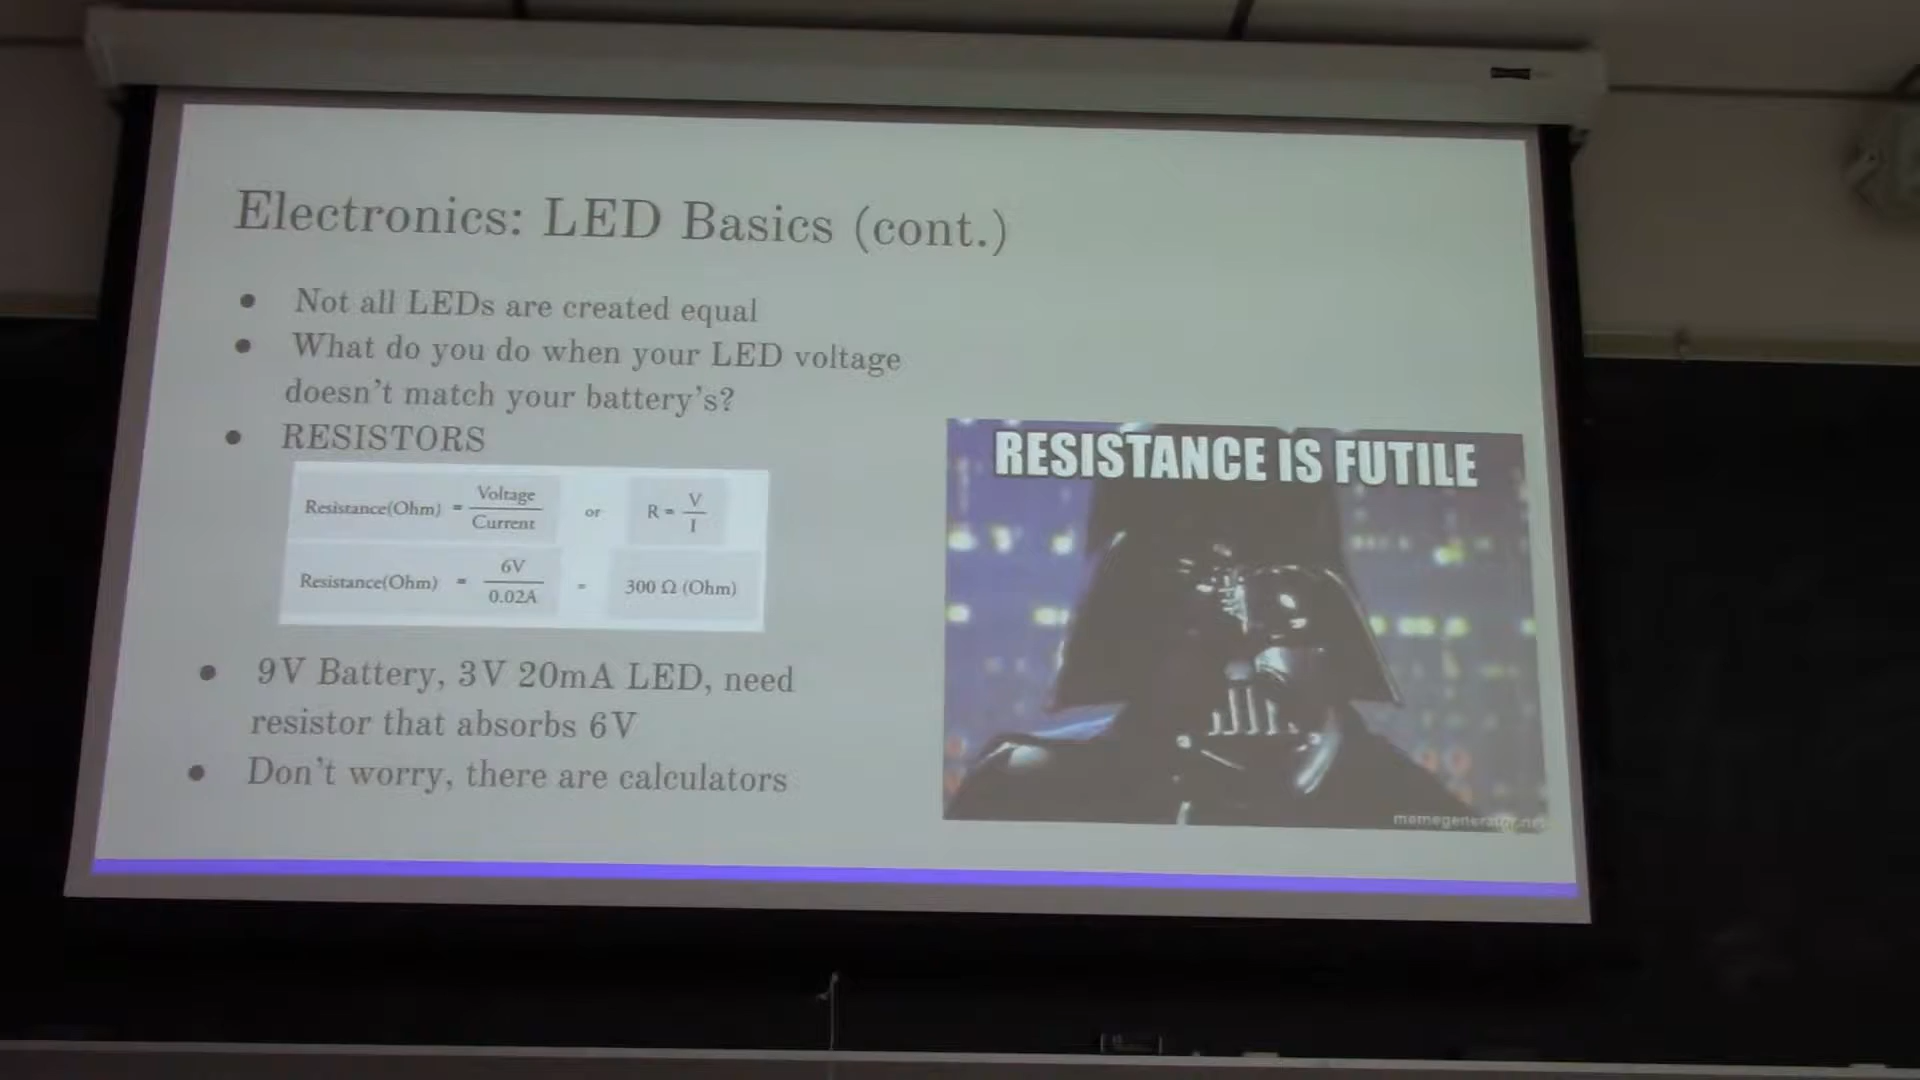 Electronics: LED Basics (cont.)
● Not all LEDs are created equal
● What do you do when your LED voltage
doesn't match your battery's?
● RESISTORS
Resistance(Ohm) = Voltage / Current or R = V / I
Resistance(Ohm) = 6V / 0.02A = 300 Ω (Ohm)
● 9V Battery, 3V 20mA LED, need
resistor that absorbs 6V
● Don't worry, there are calculators
RESISTANCE IS FUTILE
memegenerator.net